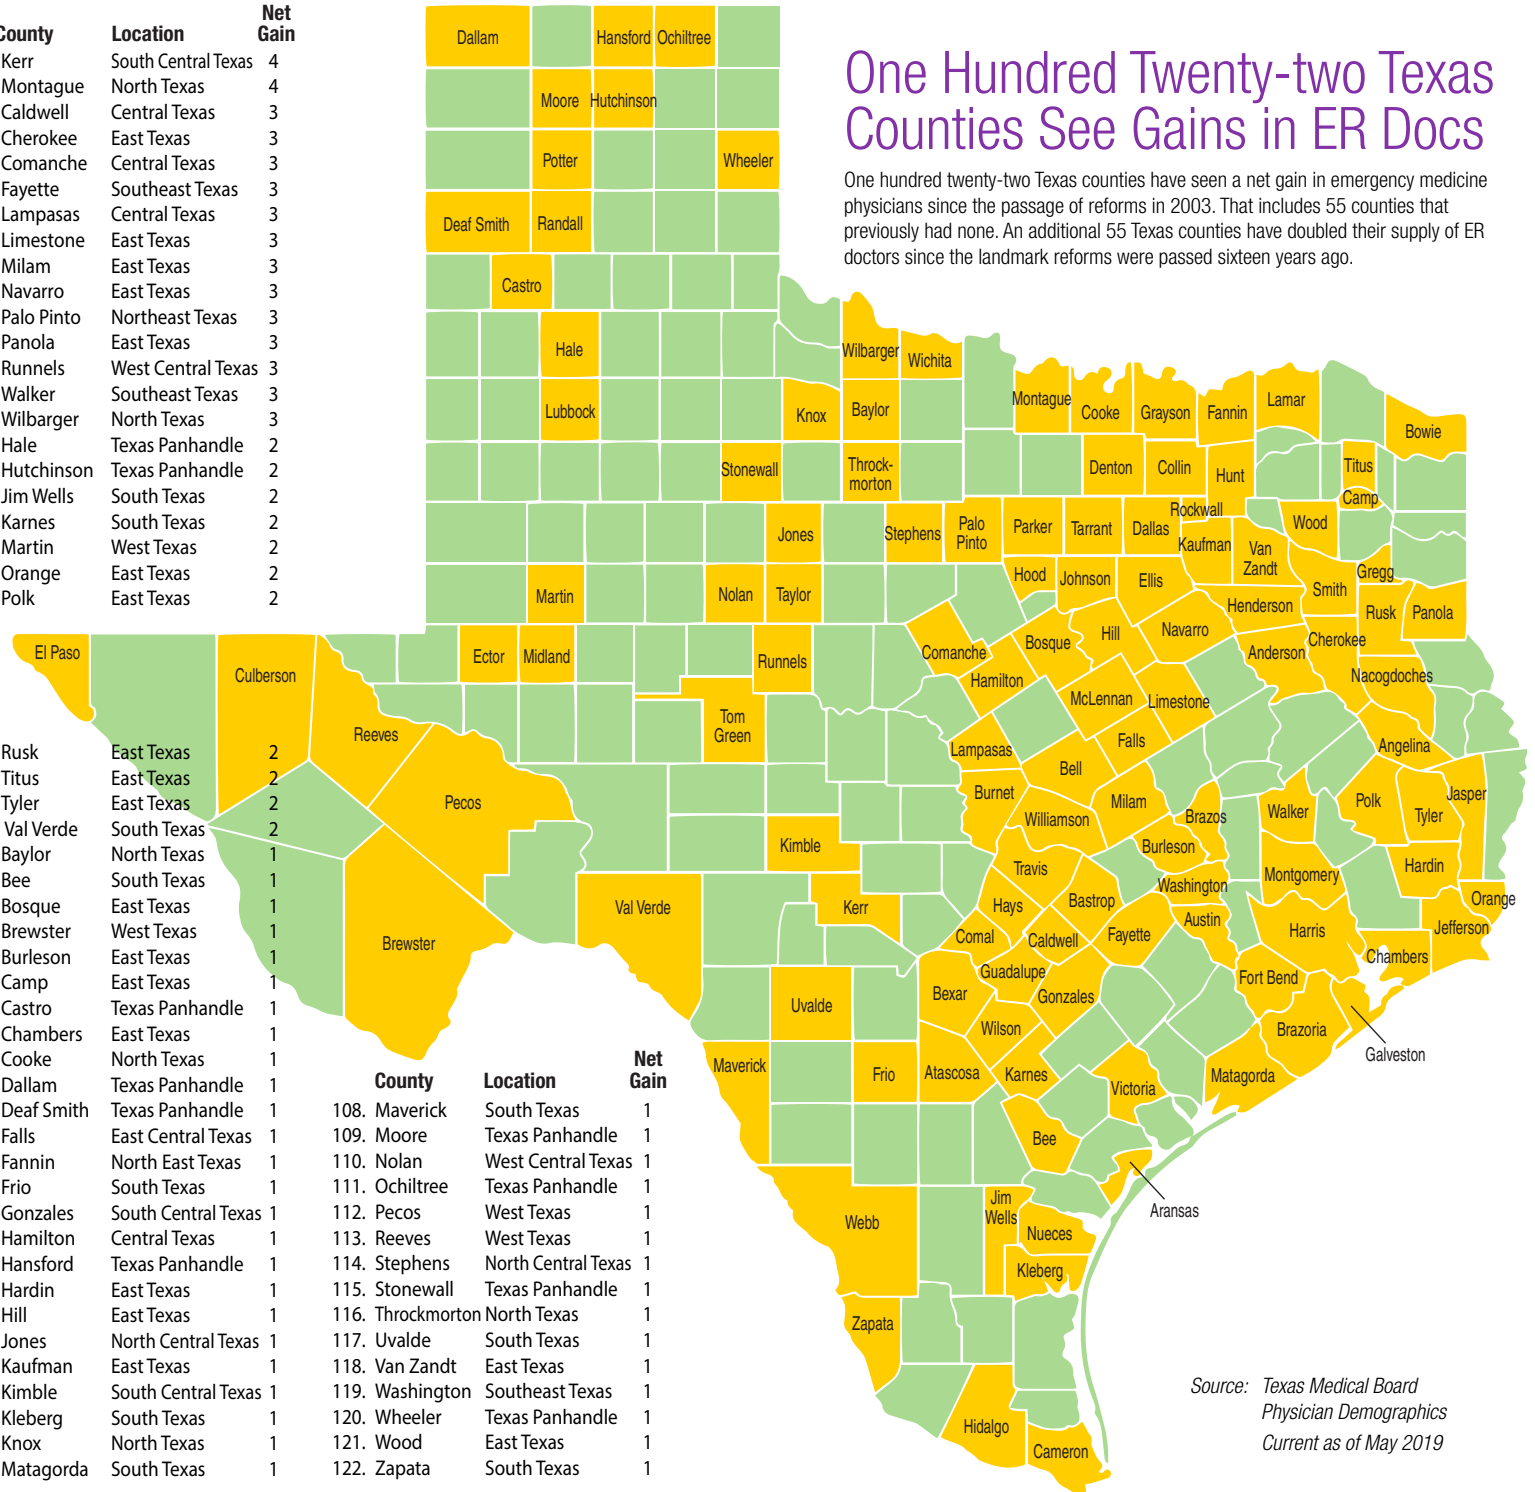 County Location Net Gain
Kerr South Central Texas 4
Montague North Texas 4
Caldwell Central Texas 3
Cherokee East Texas 3
Comanche Central Texas 3
Fayette Southeast Texas 3
Lampasas Central Texas 3
Limestone East Texas 3
Milam East Texas 3
Navarro East Texas 3
Palo Pinto Northeast Texas 3
Panola East Texas 3
Runnels West Central Texas 3
Walker Southeast Texas 3
Wilbarger North Texas 3
Hale Texas Panhandle 2
Hutchinson Texas Panhandle 2
Jim Wells South Texas 2
Karnes South Texas 2
Martin West Texas 2
Orange East Texas 2
Polk East Texas 2
Rusk East Texas 2
Titus East Texas 2
Tyler East Texas 2
Val Verde South Texas 2
Baylor North Texas 1
Bee South Texas 1
Bosque East Texas 1
Brewster West Texas 1
Burleson East Texas 1
Camp East Texas 1
Castro Texas Panhandle 1
Chambers East Texas 1
Cooke North Texas 1
Dallam Texas Panhandle 1
Deaf Smith Texas Panhandle 1
Falls East Central Texas 1
Fannin North East Texas 1
Frio South Texas 1
Gonzales South Central Texas 1
Hamilton Central Texas 1
Hansford Texas Panhandle 1
Hardin East Texas 1
Hill East Texas 1
Jones North Central Texas 1
Kaufman East Texas 1
Kimble South Central Texas 1
Kleberg South Texas 1
Knox North Texas 1
Matagorda South Texas 1
County Location Net Gain
108. Maverick South Texas 1
109. Moore Texas Panhandle 1
110. Nolan West Central Texas 1
111. Ochiltree Texas Panhandle 1
112. Pecos West Texas 1
113. Reeves West Texas 1
114. Stephens North Central Texas 1
115. Stonewall Texas Panhandle 1
116. Throckmorton North Texas 1
117. Uvalde South Texas 1
118. Van Zandt East Texas 1
119. Washington Southeast Texas 1
120. Wheeler Texas Panhandle 1
121. Wood East Texas 1
122. Zapata South Texas 1
One Hundred Twenty-two Texas
Counties See Gains in ER Docs
One hundred twenty-two Texas counties have seen a net gain in emergency medicine
physicians since the passage of reforms in 2003. That includes 55 counties that
previously had none. An additional 55 Texas counties have doubled their supply of ER
doctors since the landmark reforms were passed sixteen years ago.
Dallam
Hansford
Ochiltree
Moore
Hutchinson
Potter
Wheeler
Deaf Smith
Randall
Castro
Hale
Wilbarger
Wichita
Lubbock
Knox
Baylor
Montague
Cooke
Grayson
Fannin
Lamar
Bowie
Stonewall
Throck-
morton
Denton
Collin
Hunt
Titus
Camp
Jones
Stephens
Palo
Pinto
Parker
Tarrant
Dallas
Rockwall
Kaufman
Van
Zandt
Wood
Gregg
Martin
Nolan
Taylor
Hood
Johnson
Ellis
Henderson
Smith
Rusk
Panola
El Paso
Culberson
Ector
Midland
Runnels
Comanche
Bosque
Hill
Navarro
Anderson
Cherokee
Nacogdoches
Hamilton
McLennan
Limestone
Reeves
Tom
Green
Lampasas
Bell
Falls
Angelina
Pecos
Burnet
Williamson
Milam
Brazos
Walker
Polk
Tyler
Jasper
Kimble
Travis
Burleson
Montgomery
Hardin
Washington
Orange
Val Verde
Kerr
Hays
Bastrop
Austin
Harris
Jefferson
Brewster
Comal
Caldwell
Fayette
Chambers
Guadalupe
Fort Bend
Uvalde
Bexar
Gonzales
Wilson
Brazoria
Galveston
Maverick
Frio
Atascosa
Karnes
Victoria
Matagorda
Bee
Aransas
Webb
Jim
Wells
Nueces
Kleberg
Zapata
Hidalgo
Cameron
Source: Texas Medical Board
Physician Demographics
Current as of May 2019